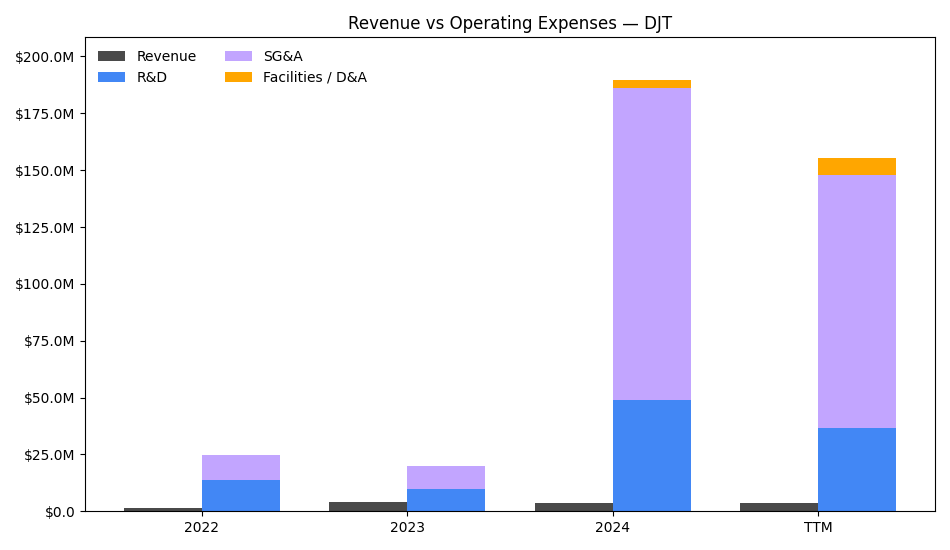 Revenue vs Operating Expenses — DJT
$200.0M
$175.0M
$150.0M
$125.0M
$100.0M
$75.0M
$50.0M
$25.0M
$0.0
Revenue
R&D
SG&A
Facilities / D&A
2022 2023 2024 TTM